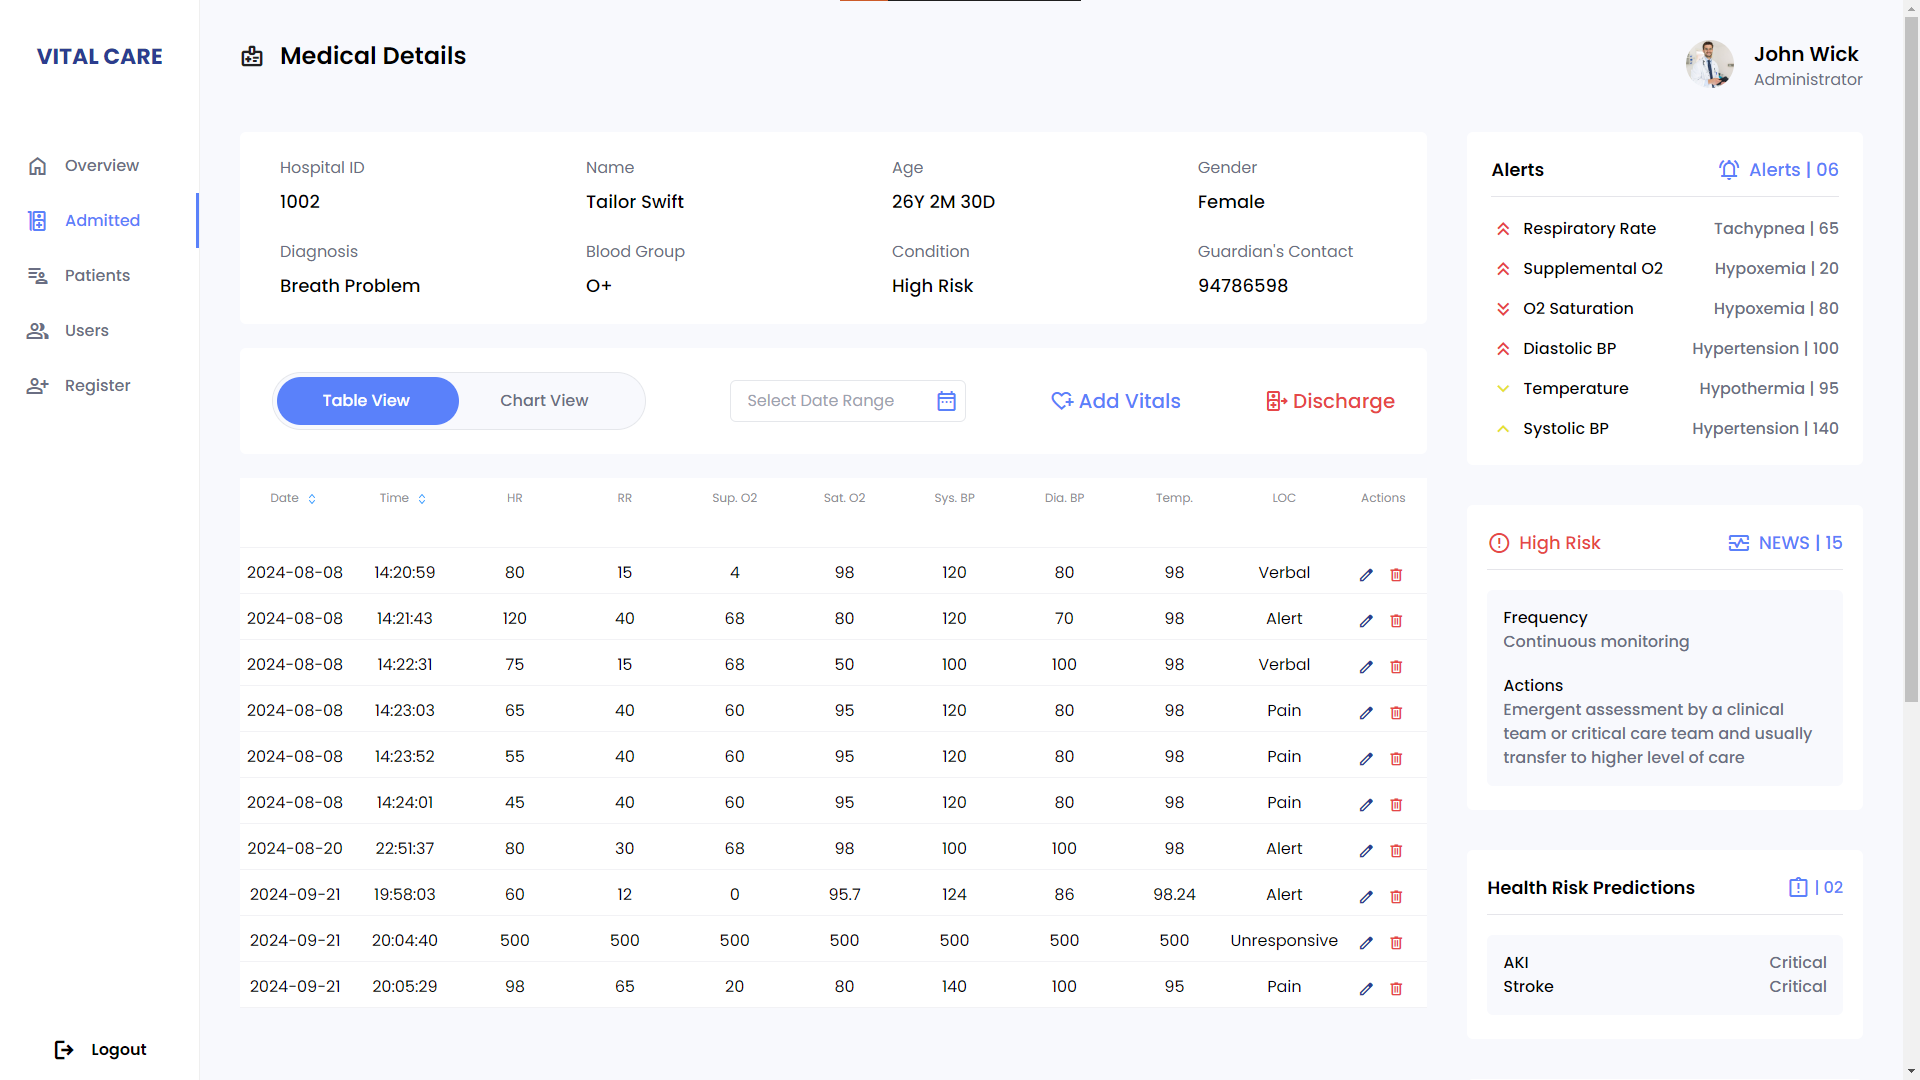 VITAL CARE
Overview
Admitted
Patients
Users
Register
Logout
Medical Details
John Wick
Administrator
Hospital ID Name Age Gender
1002 Tailor Swift 26Y 2M 30D Female
Diagnosis Blood Group Condition Guardian's Contact
Breath Problem O+ High Risk 94786598
Table View Chart View Select Date Range Add Vitals Discharge
Date Time HR RR Sup. O2 Sat. O2 Sys. BP Dia. BP Temp. LOC Actions
2024-08-08 14:20:59 80 15 4 98 120 80 98 Verbal
2024-08-08 14:21:43 120 40 68 80 120 70 98 Alert
2024-08-08 14:22:31 75 15 68 50 100 100 98 Verbal
2024-08-08 14:23:03 65 40 60 95 120 80 98 Pain
2024-08-08 14:23:52 55 40 60 95 120 80 98 Pain
2024-08-08 14:24:01 45 40 60 95 120 80 98 Pain
2024-08-20 22:51:37 80 30 68 98 100 100 98 Alert
2024-09-21 19:58:03 60 12 0 95.7 124 86 98.24 Alert
2024-09-21 20:04:40 500 500 500 500 500 500 500 Unresponsive
2024-09-21 20:05:29 98 65 20 80 140 100 95 Pain
Alerts Alerts | 06
Respiratory Rate Tachypnea | 65
Supplemental O2 Hypoxemia | 20
O2 Saturation Hypoxemia | 80
Diastolic BP Hypertension | 100
Temperature Hypothermia | 95
Systolic BP Hypertension | 140
High Risk NEWS | 15
Frequency
Continuous monitoring
Actions
Emergent assessment by a clinical
team or critical care team and usually
transfer to higher level of care
Health Risk Predictions | 02
AKI Critical
Stroke Critical